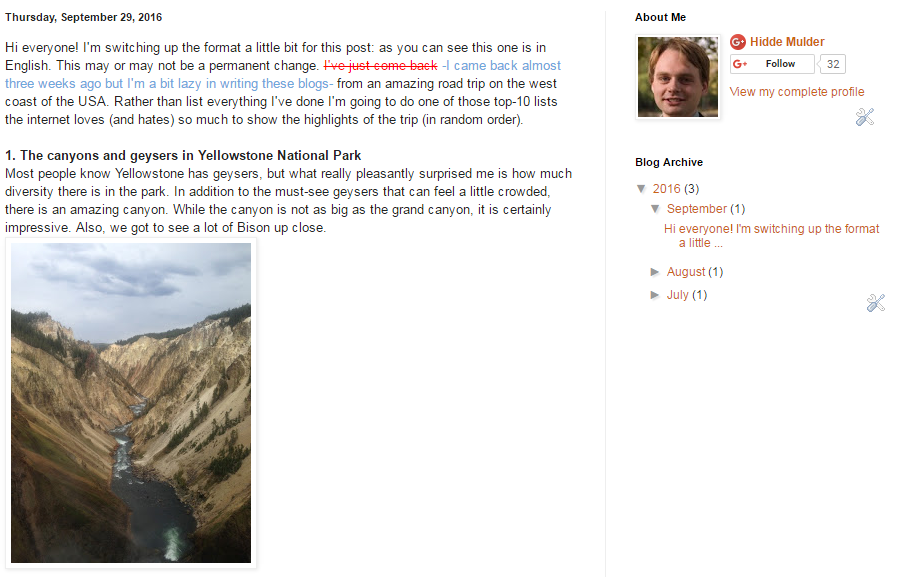 Thursday, September 29, 2016
Hi everyone! I'm switching up the format a little bit for this post: as you can see this one is in
English. This may or may not be a permanent change. I've just come back -I came back almost
three weeks ago but I'm a bit lazy in writing these blogs- from an amazing road trip on the west
coast of the USA. Rather than list everything I've done I'm going to do one of those top-10 lists
the internet loves (and hates) so much to show the highlights of the trip (in random order).
1. The canyons and geysers in Yellowstone National Park
Most people know Yellowstone has geysers, but what really pleasantly surprised me is how much
diversity there is in the park. In addition to the must-see geysers that can feel a little crowded,
there is an amazing canyon. While the canyon is not as big as the grand canyon, it is certainly
impressive. Also, we got to see a lot of Bison up close.
About Me
G+ Hidde Mulder
G+ Follow 32
View my complete profile
Blog Archive
▼ 2016 (3)
▼ September (1)
Hi everyone! I'm switching up the format
a little ...
► August (1)
► July (1)